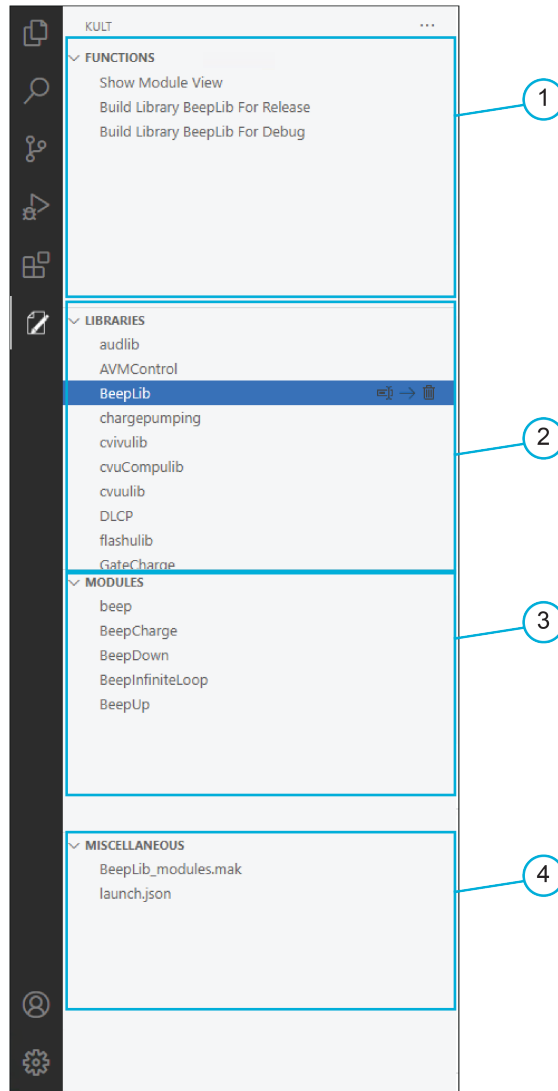 KULT
FUNCTIONS
Show Module View
Build Library BeepLib For Release
Build Library BeepLib For Debug
1
LIBRARIES
audlib
AVMControl
BeepLib
chargepumping
cvivulib
cvuCompulib
cvuulib
DLCP
flashulib
GateCharge
2
MODULES
beep
BeepCharge
BeepDown
BeepInfiniteLoop
BeepUp
3
MISCELLANEOUS
BeepLib_modules.mak
launch.json
4